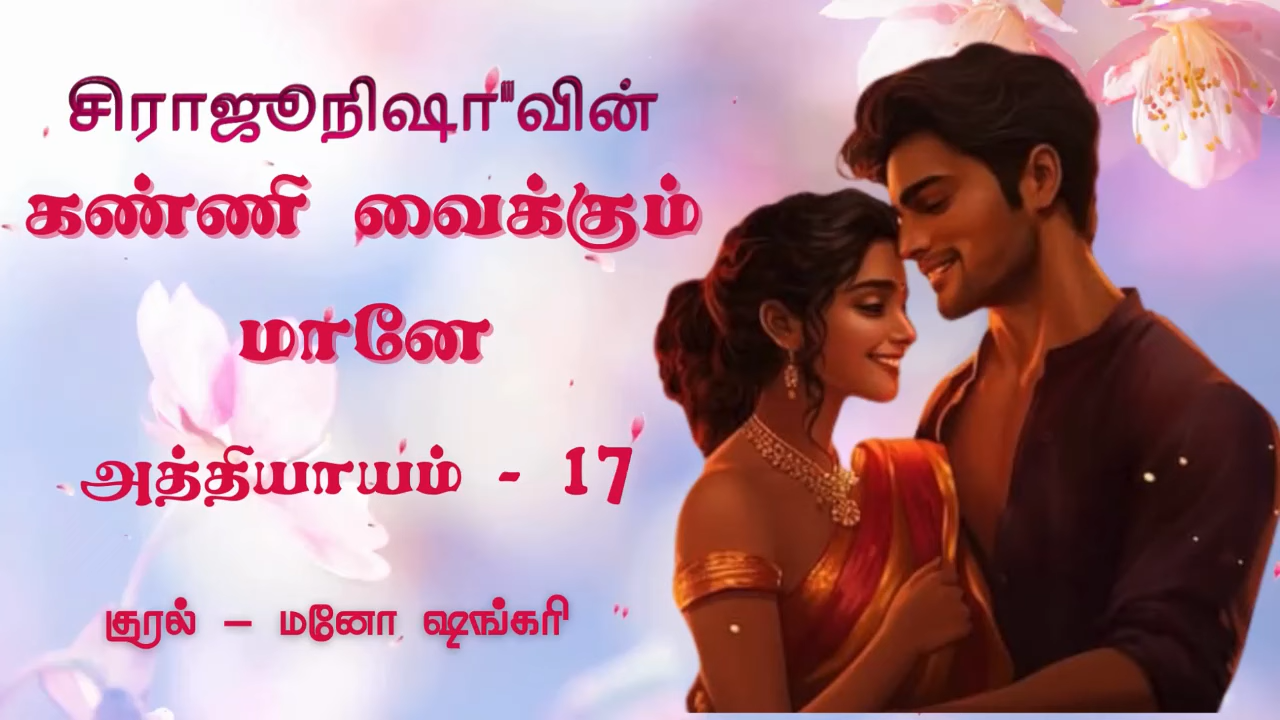 சிராஜூநிஷா"வின்
கண்ணி வைக்கும்
மானே
அத்தியாயம் - 17
குரல் - மனோ ஷங்கரி